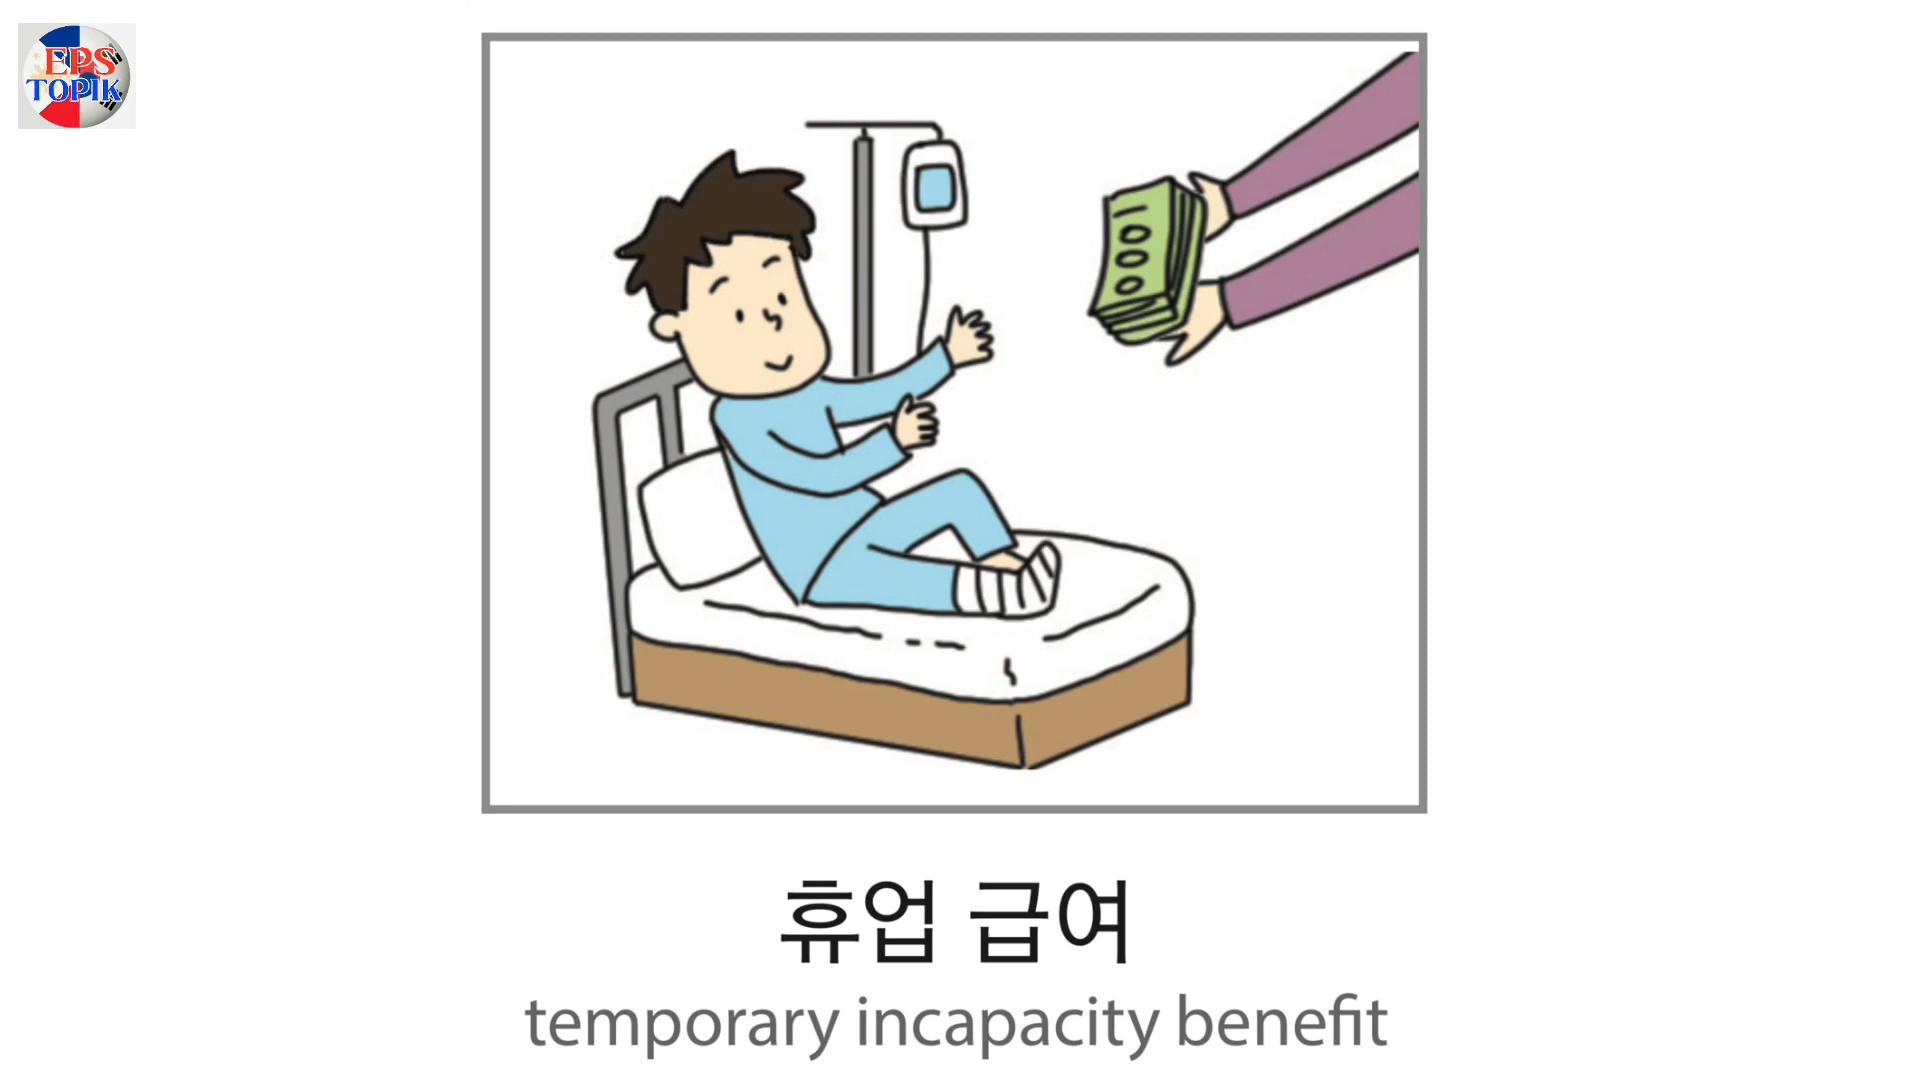 EPS
TOPIK
1000
휴업 급여
temporary incapacity benefit